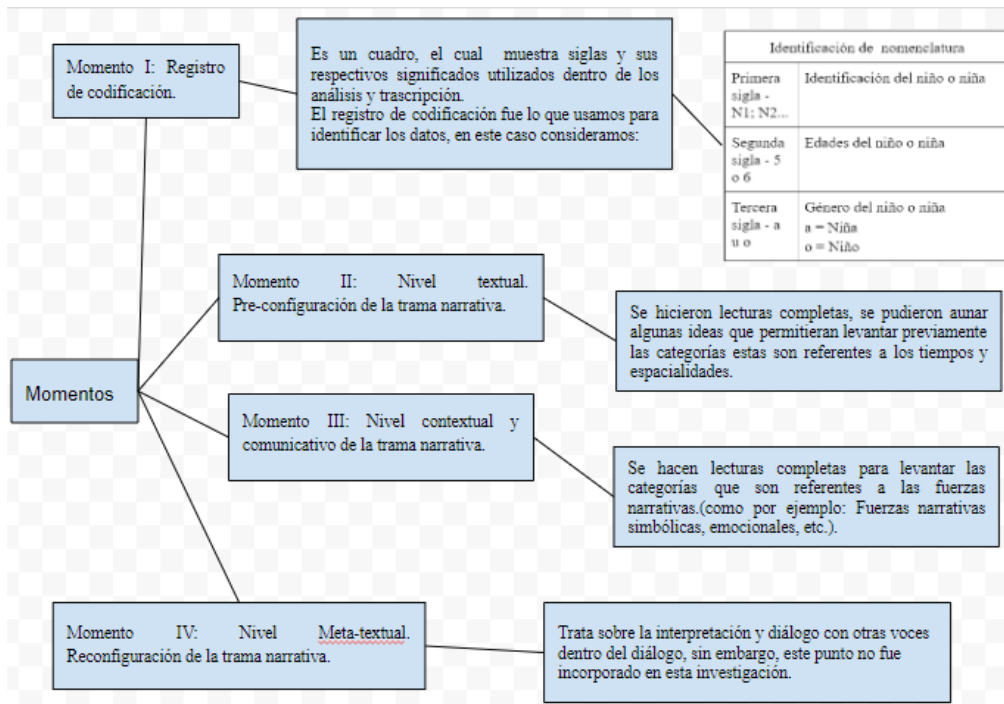 Momento I: Registro
de codificación.
Es un cuadro, el cual muestra siglas y sus
respectivos significados utilizados dentro de los
análisis y trascripción.
El registro de codificación fue lo que usamos para
identificar los datos, en este caso consideramos:
Identificación de nomenclatura
Primera
sigla -
N1; N2...
Identificación del niño o niña
Segunda
sigla - 5
o 6
Edades del niño o niña
Tercera
sigla - a
u o
Género del niño o niña
a = Niña
o = Niño
Momentos
Momento II: Nivel textual.
Pre-configuración de la trama narrativa.
Se hicieron lecturas completas, se pudieron aunar
algunas ideas que permitieran levantar previamente
las categorías estas son referentes a los tiempos y
espacialidades.
Momento III: Nivel contextual y
comunicativo de la trama narrativa.
Se hacen lecturas completas para levantar las
categorías que son referentes a las fuerzas
narrativas.(como por ejemplo: Fuerzas narrativas
simbólicas, emocionales, etc.).
Momento IV: Nivel Meta-textual.
Reconfiguración de la trama narrativa.
Trata sobre la interpretación y diálogo con otras voces
dentro del diálogo, sin embargo, este punto no fue
incorporado en esta investigación.